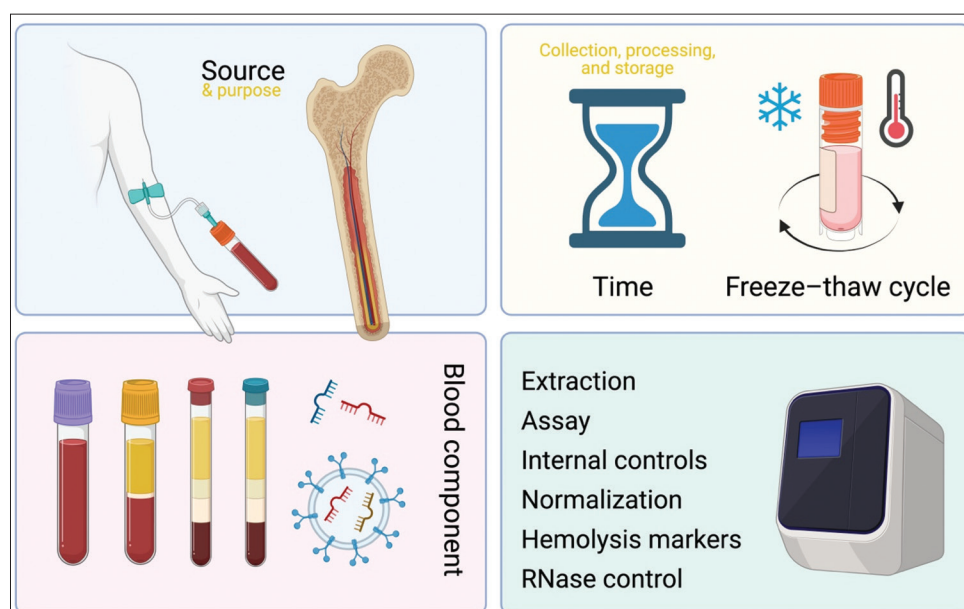 Source
& purpose
Collection, processing,
and storage
Time
Freeze–thaw cycle
Blood component
Extraction
Assay
Internal controls
Normalization
Hemolysis markers
RNase control